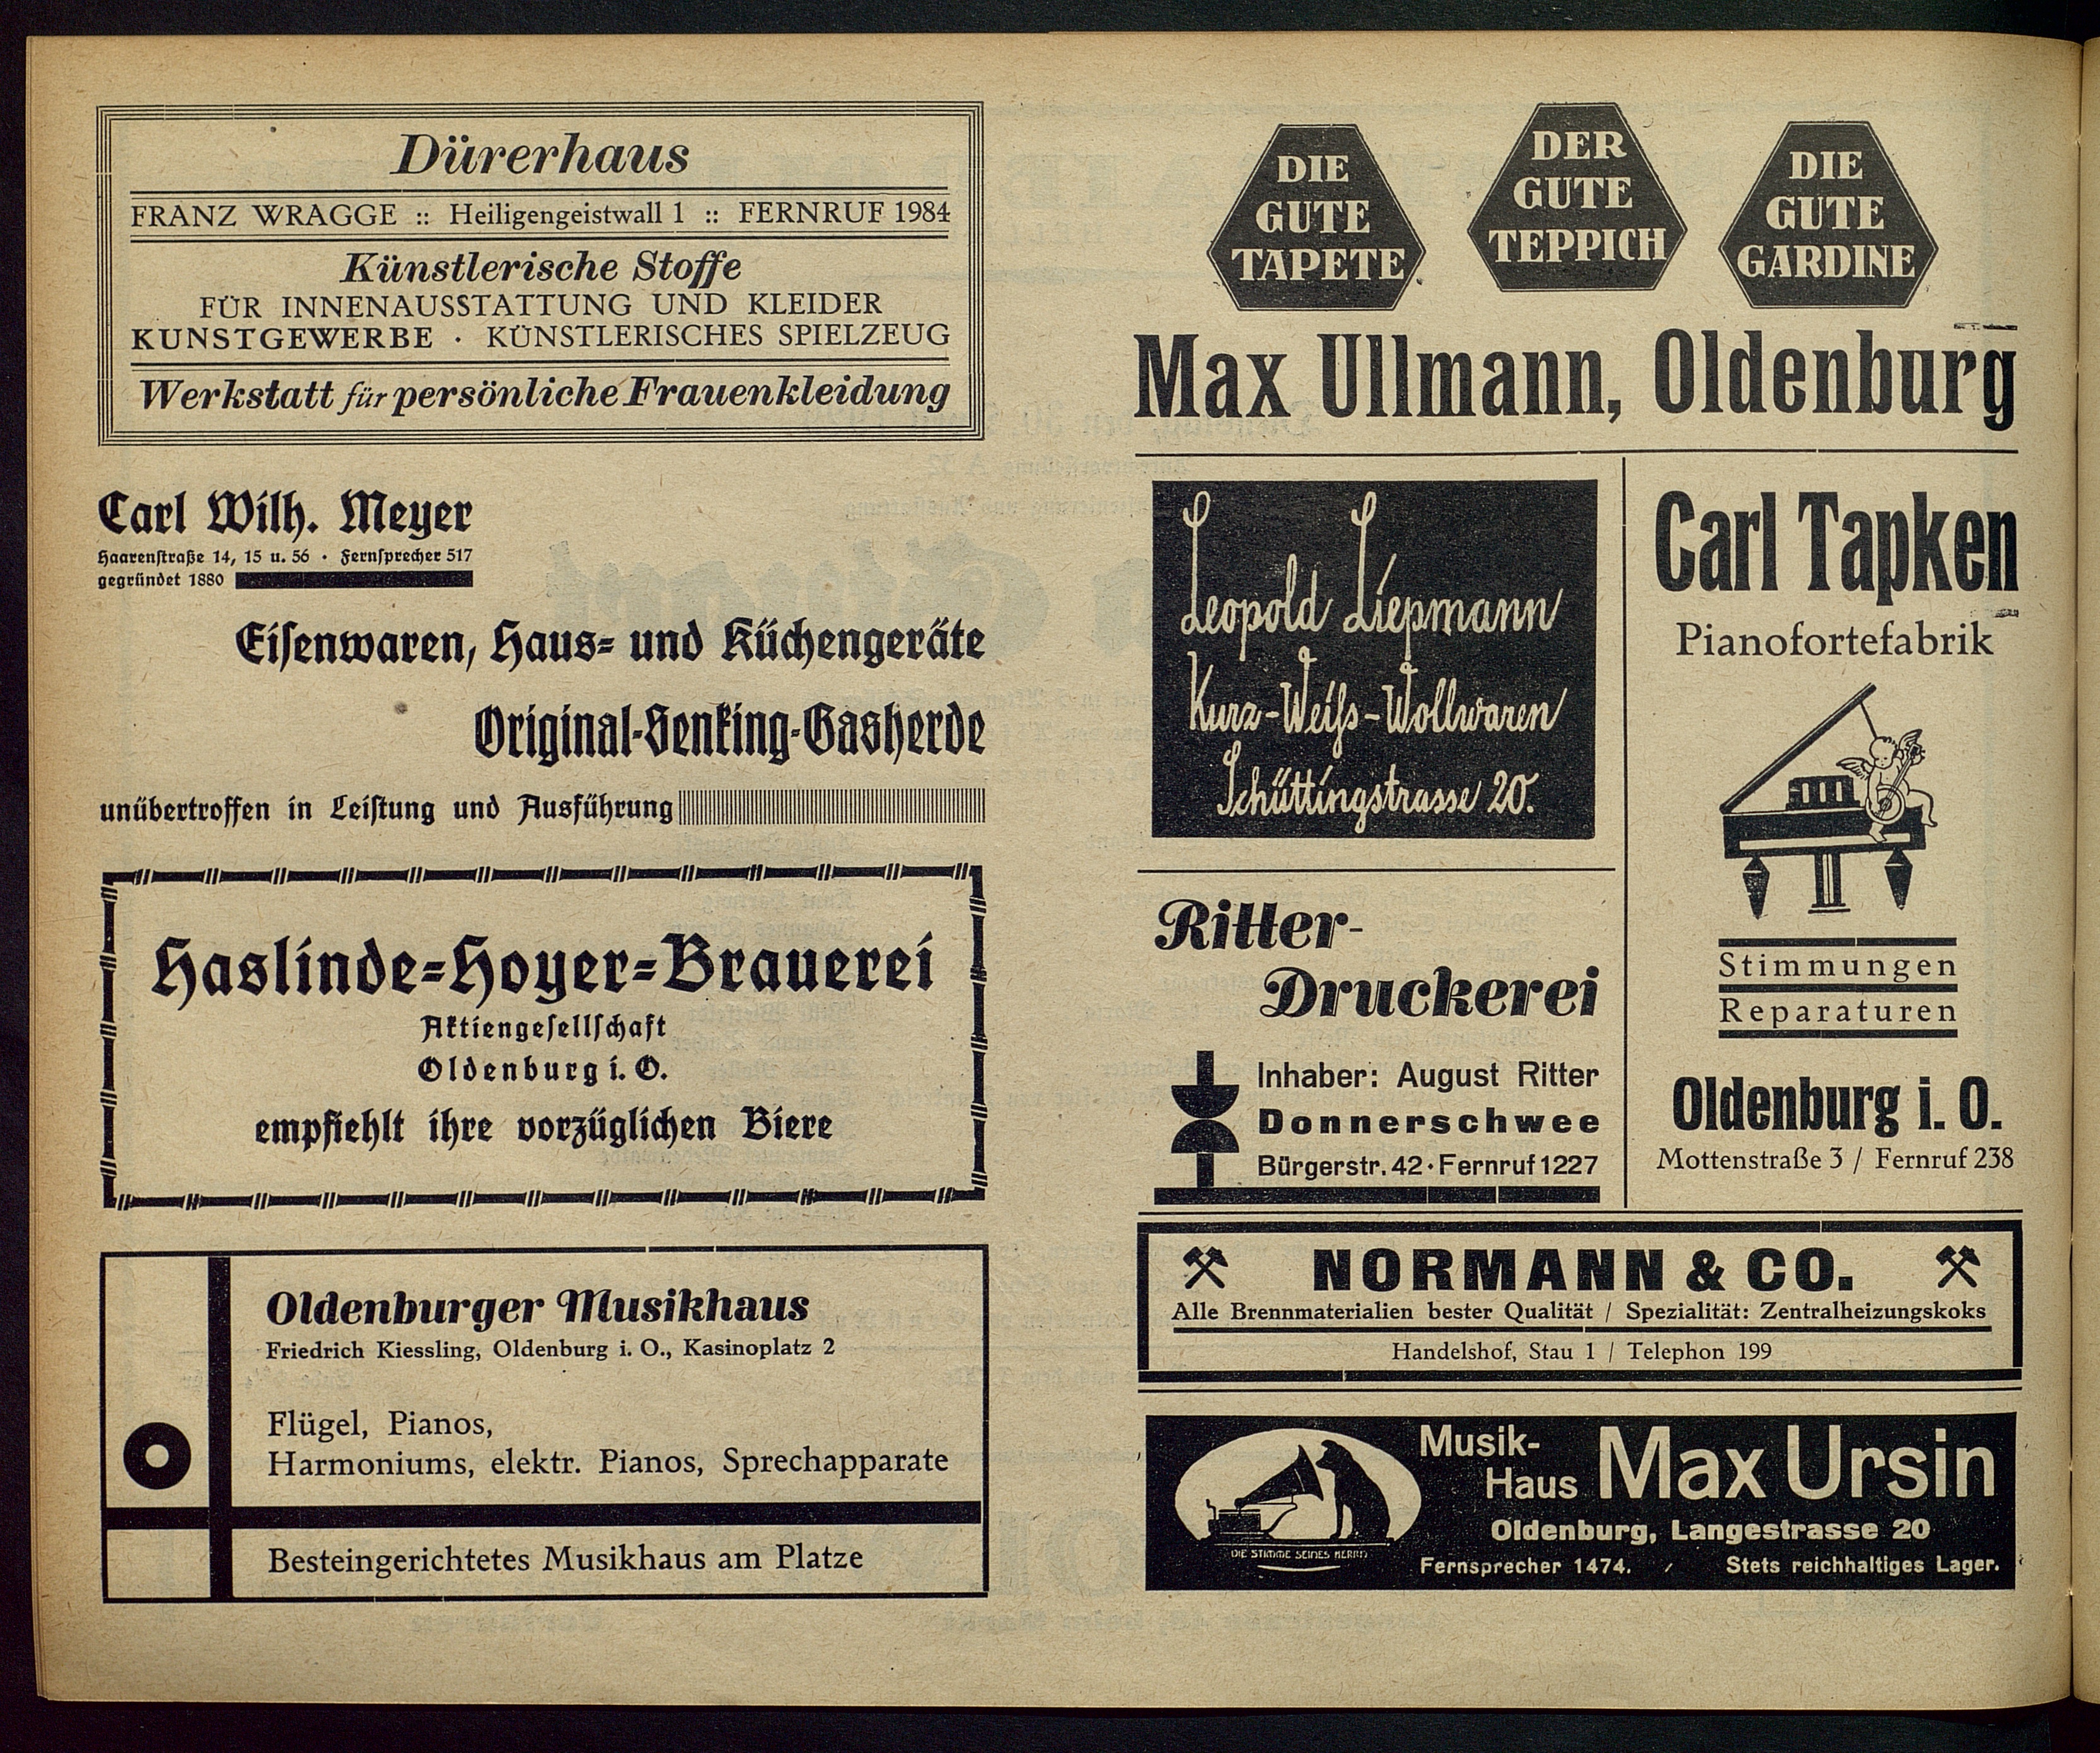 Dürerhaus
FRANZ WRAGGE :: Heiligengeistwall 1 :: FERNRUF 1984
Künstlerische Stoffe
FÜR INNENAUSSTATTUNG UND KLEIDER
KUNSTGEWERBE · KÜNSTLERISCHES SPIELZEUG
Werkstatt für persönliche Frauenkleidung
Carl Wilh. Meyer
Haarenſtraße 14, 15 u. 56 · Fernſprecher 517
gegründet 1880
Eiſenwaren, Haus- und Küchengeräte
Original-Senking-Gasherde
unübertroffen in Leiſtung und Ausführung
Haslinde-Hoyer-Brauerei
Aktiengeſellſchaft
Oldenburg i. O.
empfiehlt ihre vorzüglichen Biere
Oldenburger Musikhaus
Friedrich Kiessling, Oldenburg i. O., Kasinoplatz 2
Flügel, Pianos,
Harmoniums, elektr. Pianos, Sprechapparate
Besteingerichtetes Musikhaus am Platze
DIE
GUTE
TAPETE
DER
GUTE
TEPPICH
DIE
GUTE
GARDINE
Max Ullmann, Oldenburg
Leopold Liepmann
Kurz-Weiſs-Wollwaren
Schüttingstrasse 20.
Carl Tapken
Pianofortefabrik
Stimmungen
Reparaturen
Oldenburg i. O.
Mottenstraße 3 / Fernruf 238
Ritter-
Druckerei
Inhaber: August Ritter
Donnerschwee
Bürgerstr. 42 · Fernruf 1227
NORMANN & CO.
Alle Brennmaterialien bester Qualität / Spezialität: Zentralheizungskoks
Handelshof, Stau 1 / Telephon 199
Musik-
Haus Max Ursin
Oldenburg, Langestrasse 20
Fernsprecher 1474. / Stets reichhaltiges Lager.
DIE STIMME SEINES HERRN